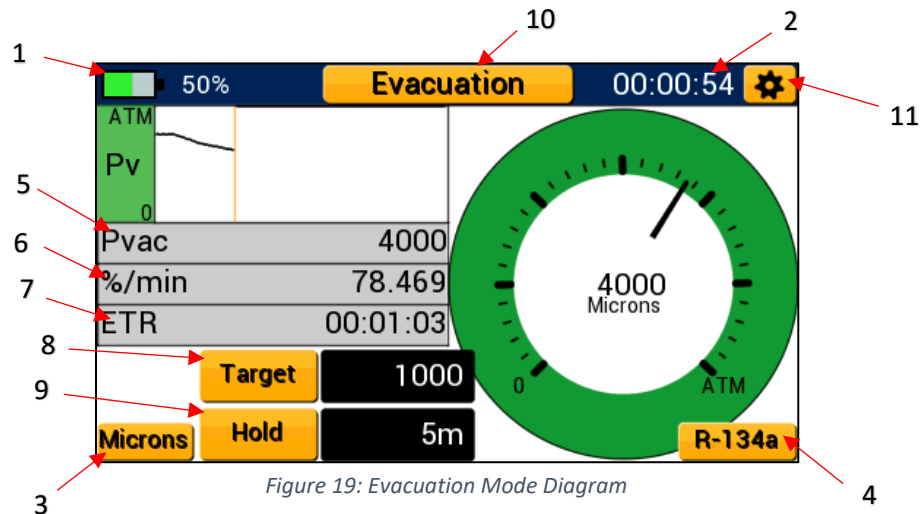 10
2
1
50%
Evacuation
00:00:54
11
ATM
Pv
0
5
Pvac 4000
6
%/min 78.469
7
ETR 00:01:03
4000
Microns
8
Target 1000
0
ATM
9
Hold 5m
Microns
R-134a
3
4
Figure 19: Evacuation Mode Diagram